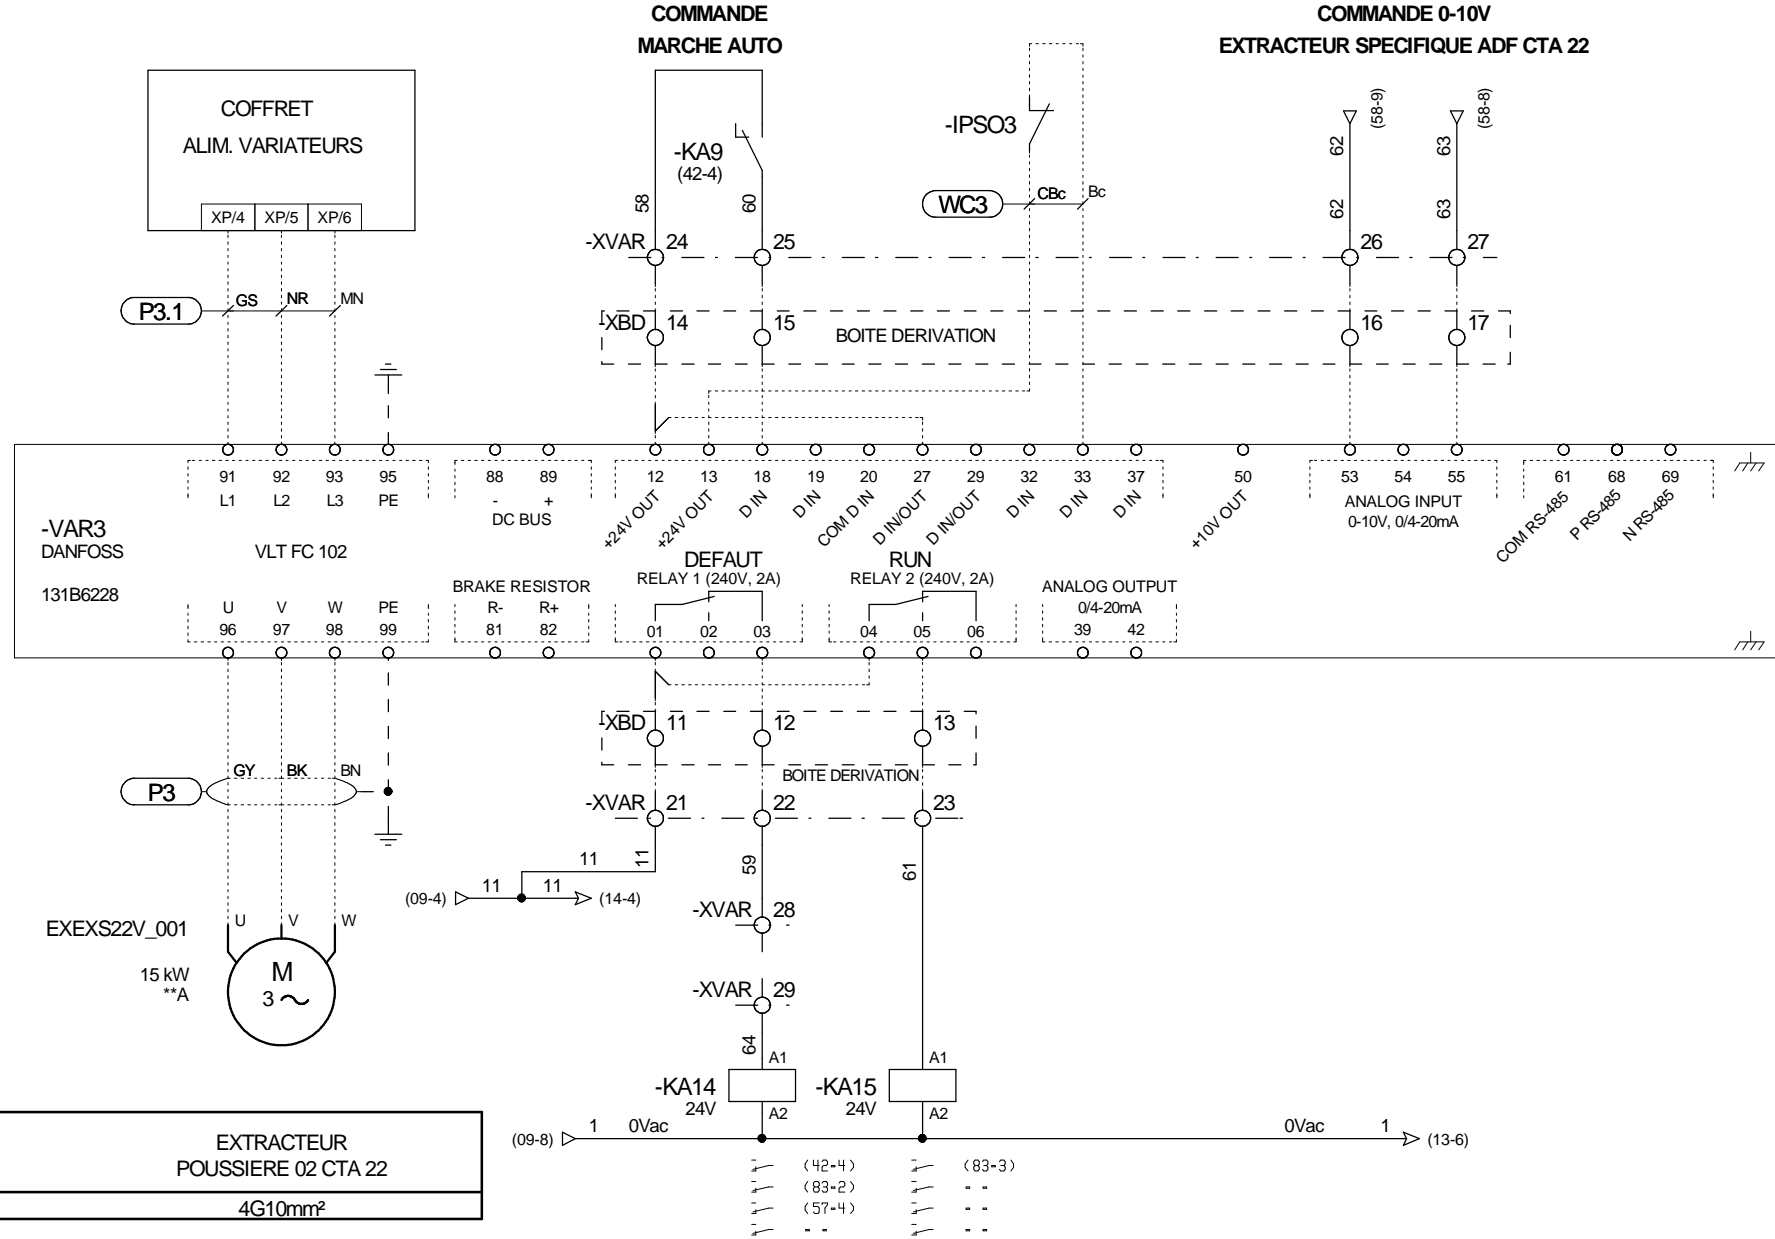 COMMANDE
MARCHE AUTO
COMMANDE 0-10V
EXTRACTEUR SPECIFIQUE ADF CTA 22
COFFRET
ALIM. VARIATEURS
XP/4 XP/5 XP/6
-KA9
(42-4)
58
60
-IPSO3
WC3
CBc
Bc
(58-9)
(58-8)
62
63
62
63
-XVAR 24 25 26 27
P3.1
GS NR MN
-XBD 14 15 16 17
BOITE DERIVATION
91 92 93 95 88 89 12 13 18 19 20 27 29 32 33 37 50 53 54 55 61 68 69
L1 L2 L3 PE
- +
DC BUS
+24V OUT
+24V OUT
D IN
D IN
COM D IN
D IN/OUT
D IN/OUT
D IN
D IN
D IN
+10V OUT
ANALOG INPUT
0-10V, 0/4-20mA
COM RS-485
P RS-485
N RS-485
-VAR3
DANFOSS
131B6228
VLT FC 102
DEFAUT
RELAY 1 (240V, 2A)
RUN
RELAY 2 (240V, 2A)
BRAKE RESISTOR
R- R+
ANALOG OUTPUT
0/4-20mA
U V W PE
96 97 98 99 81 82 01 02 03 04 05 06 39 42
-XBD 11 12 13
BOITE DERIVATION
P3
GY BK BN
-XVAR 21 22 23
11
11
59
61
(09-4) 11 11 (14-4)
-XVAR 28
EXEXS22V_001
U V W
15 kW
**A
M
3
-XVAR 29
64
A1
A1
-KA14
24V
-KA15
24V
A2
A2
(09-8) 1 0Vac 0Vac 1 (13-6)
EXTRACTEUR
POUSSIERE 02 CTA 22
4G10mm²
(42-4) (83-3)
(83-2) - -
(57-4) - -
- - - -